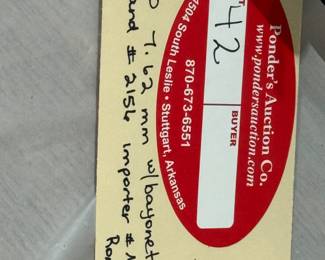 Ponder's Auction Co.
www.pondersauction.com
42
BUYER
870-673-6551
1504 South Leslie • Stuttgart, Arkansas
7.62 mm w/bayonet
and # 2156 importer #